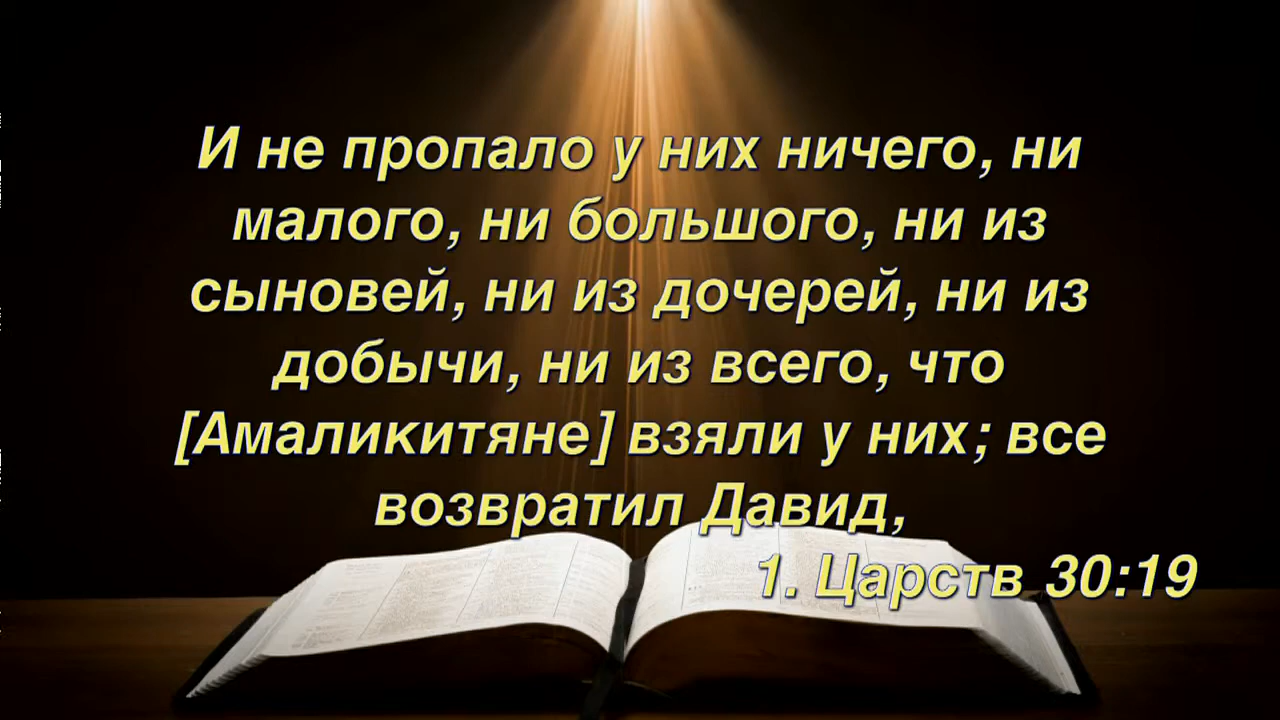 И не пропало у них ничего, ни
малого, ни большого, ни из
сыновей, ни из дочерей, ни из
добычи, ни из всего, что
[Амаликитяне] взяли у них; все
возвратил Давид,
1. Царств 30:19